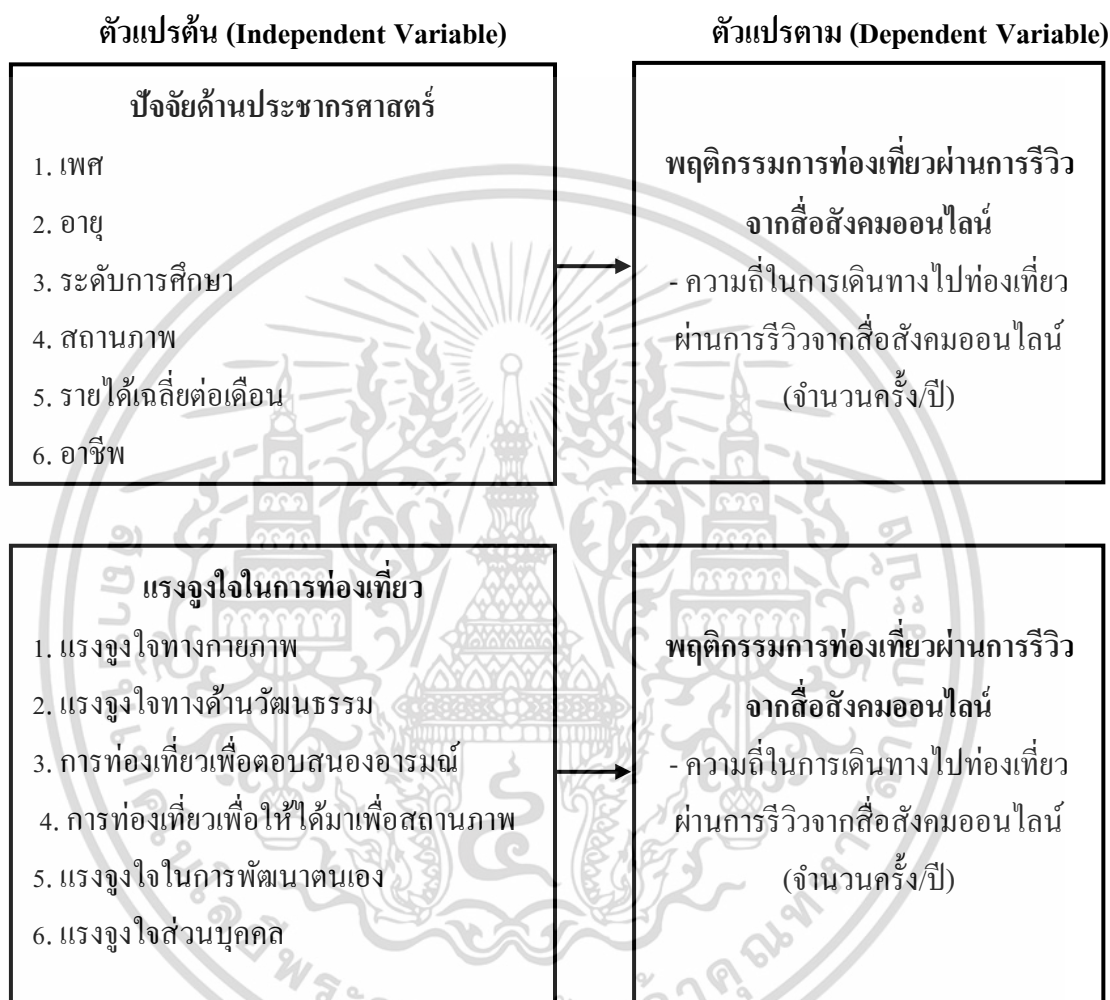 ตัวแปรต้น (Independent Variable)
ตัวแปรตาม (Dependent Variable)
ปัจจัยด้านประชากรศาสตร์
1. เพศ
2. อายุ
3. ระดับการศึกษา
4. สถานภาพ
5. รายได้เฉลี่ยต่อเดือน
6. อาชีพ
พฤติกรรมการท่องเที่ยวผ่านการรีวิว
จากสื่อสังคมออนไลน์
- ความถี่ในการเดินทางไปท่องเที่ยว
ผ่านการรีวิวจากสื่อสังคมออนไลน์
(จำนวนครั้ง/ปี)
แรงจูงใจในการท่องเที่ยว
1. แรงจูงใจทางกายภาพ
2. แรงจูงใจทางด้านวัฒนธรรม
3. การท่องเที่ยวเพื่อตอบสนองอารมณ์
4. การท่องเที่ยวเพื่อให้ได้มาเพื่อสถานภาพ
5. แรงจูงใจในการพัฒนาตนเอง
6. แรงจูงใจส่วนบุคคล
พฤติกรรมการท่องเที่ยวผ่านการรีวิว
จากสื่อสังคมออนไลน์
- ความถี่ในการเดินทางไปท่องเที่ยว
ผ่านการรีวิวจากสื่อสังคมออนไลน์
(จำนวนครั้ง/ปี)